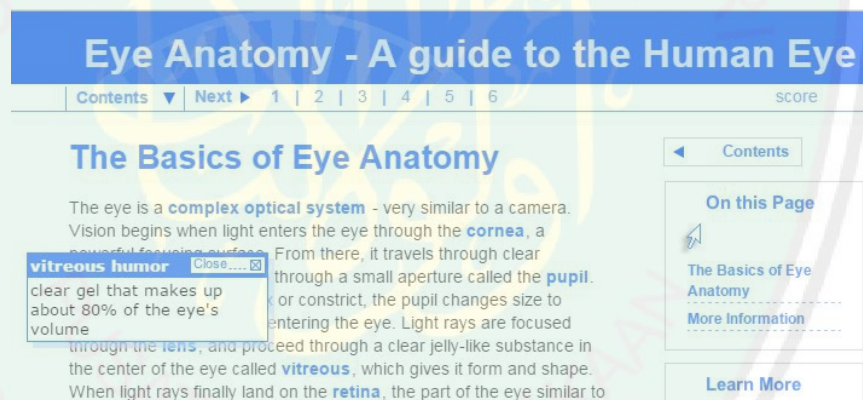 Eye Anatomy - A guide to the Human Eye
Contents ▼ Next ► 1 | 2 | 3 | 4 | 5 | 6
score
The Basics of Eye Anatomy
The eye is a complex optical system - very similar to a camera.
Vision begins when light enters the eye through the cornea, a
powerful focusing surface. From there, it travels through clear
through a small aperture called the pupil.
or constrict, the pupil changes size to
entering the eye. Light rays are focused
through the lens, and proceed through a clear jelly-like substance in
the center of the eye called vitreous, which gives it form and shape.
When light rays finally land on the retina, the part of the eye similar to
vitreous humor Close....
clear gel that makes up
about 80% of the eye's
volume
◄ Contents
On this Page
The Basics of Eye
Anatomy
More Information
Learn More